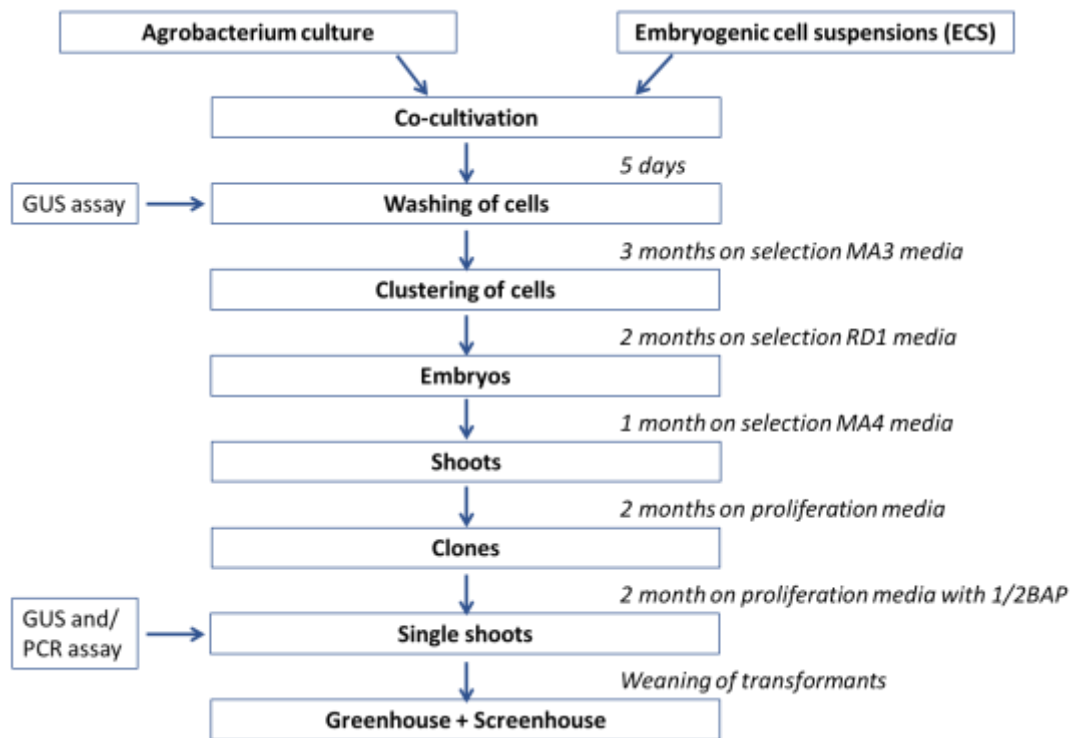 Agrobacterium culture
Embryogenic cell suspensions (ECS)
Co-cultivation
5 days
GUS assay
Washing of cells
3 months on selection MA3 media
Clustering of cells
2 months on selection RD1 media
Embryos
1 month on selection MA4 media
Shoots
2 months on proliferation media
Clones
2 month on proliferation media with 1/2BAP
GUS and/
PCR assay
Single shoots
Weaning of transformants
Greenhouse + Screenhouse